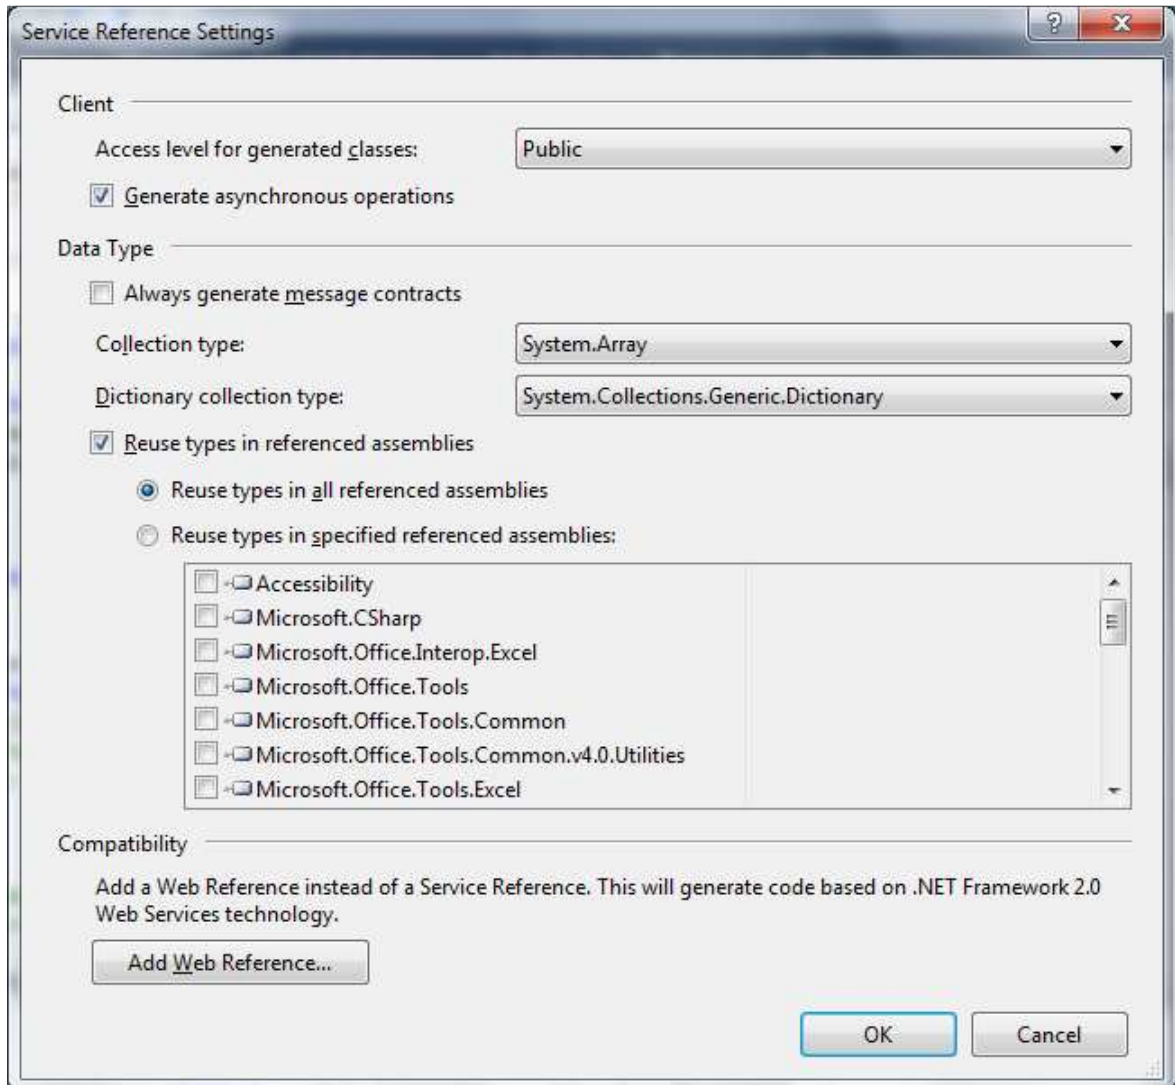 Service Reference Settings
Client
Access level for generated classes: Public
Generate asynchronous operations
Data Type
Always generate message contracts
Collection type: System.Array
Dictionary collection type: System.Collections.Generic.Dictionary
Reuse types in referenced assemblies
Reuse types in all referenced assemblies
Reuse types in specified referenced assemblies:
Accessibility
Microsoft.CSharp
Microsoft.Office.Interop.Excel
Microsoft.Office.Tools
Microsoft.Office.Tools.Common
Microsoft.Office.Tools.Common.v4.0.Utilities
Microsoft.Office.Tools.Excel
Compatibility
Add a Web Reference instead of a Service Reference. This will generate code based on .NET Framework 2.0
Web Services technology.
Add Web Reference...
OK Cancel